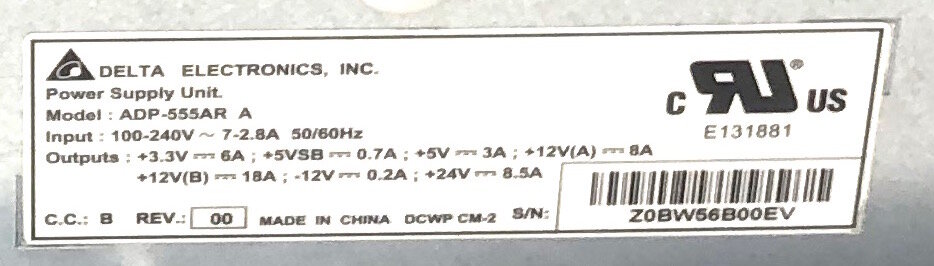 DELTA ELECTRONICS, INC.
Power Supply Unit.
Model : ADP-555AR A
Input : 100-240V ~ 7-2.8A 50/60Hz
Outputs : +3.3V ⎓ 6A ; +5VSB ⎓ 0.7A ; +5V ⎓ 3A ; +12V(A) ⎓ 8A
+12V(B) ⎓ 18A ; -12V ⎓ 0.2A ; +24V ⎓ 8.5A
C.C.: B REV.: 00 MADE IN CHINA DCWP CM-2 S/N:
Z0BW56B00EV
C RU ® US
E131881